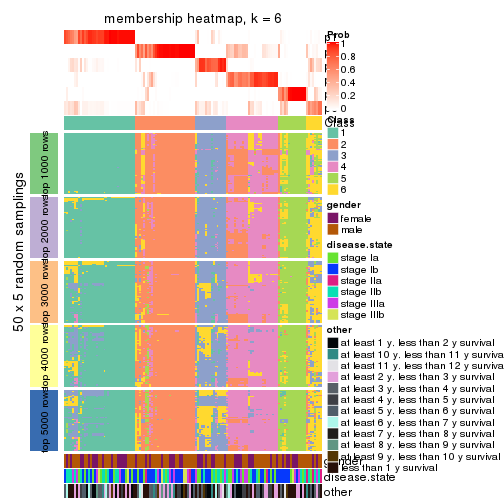 membership heatmap, k = 6
Prob
1
0.8
0.6
0.4
0.2
0
Class
Class
1
2
3
4
5
6
gender
female
male
disease.state
stage Ia
stage Ib
stage IIa
stage IIb
stage IIIa
stage IIIb
other
at least 1 y. less than 2 y survival
at least 10 y. less than 11 y survival
at least 11 y. less than 12 y survival
at least 2 y. less than 3 y survival
at least 3 y. less than 4 y survival
at least 4 y. less than 5 y survival
at least 5 y. less than 6 y survival
at least 6 y. less than 7 y survival
at least 7 y. less than 8 y survival
at least 8 y. less than 9 y survival
at least 9 y. less than 10 y survival
less than 1 y survival
50 x 5 random samplings
top 1000 rows
top 2000 rows
top 3000 rows
top 4000 rows
top 5000 rows
gender
disease.state
other